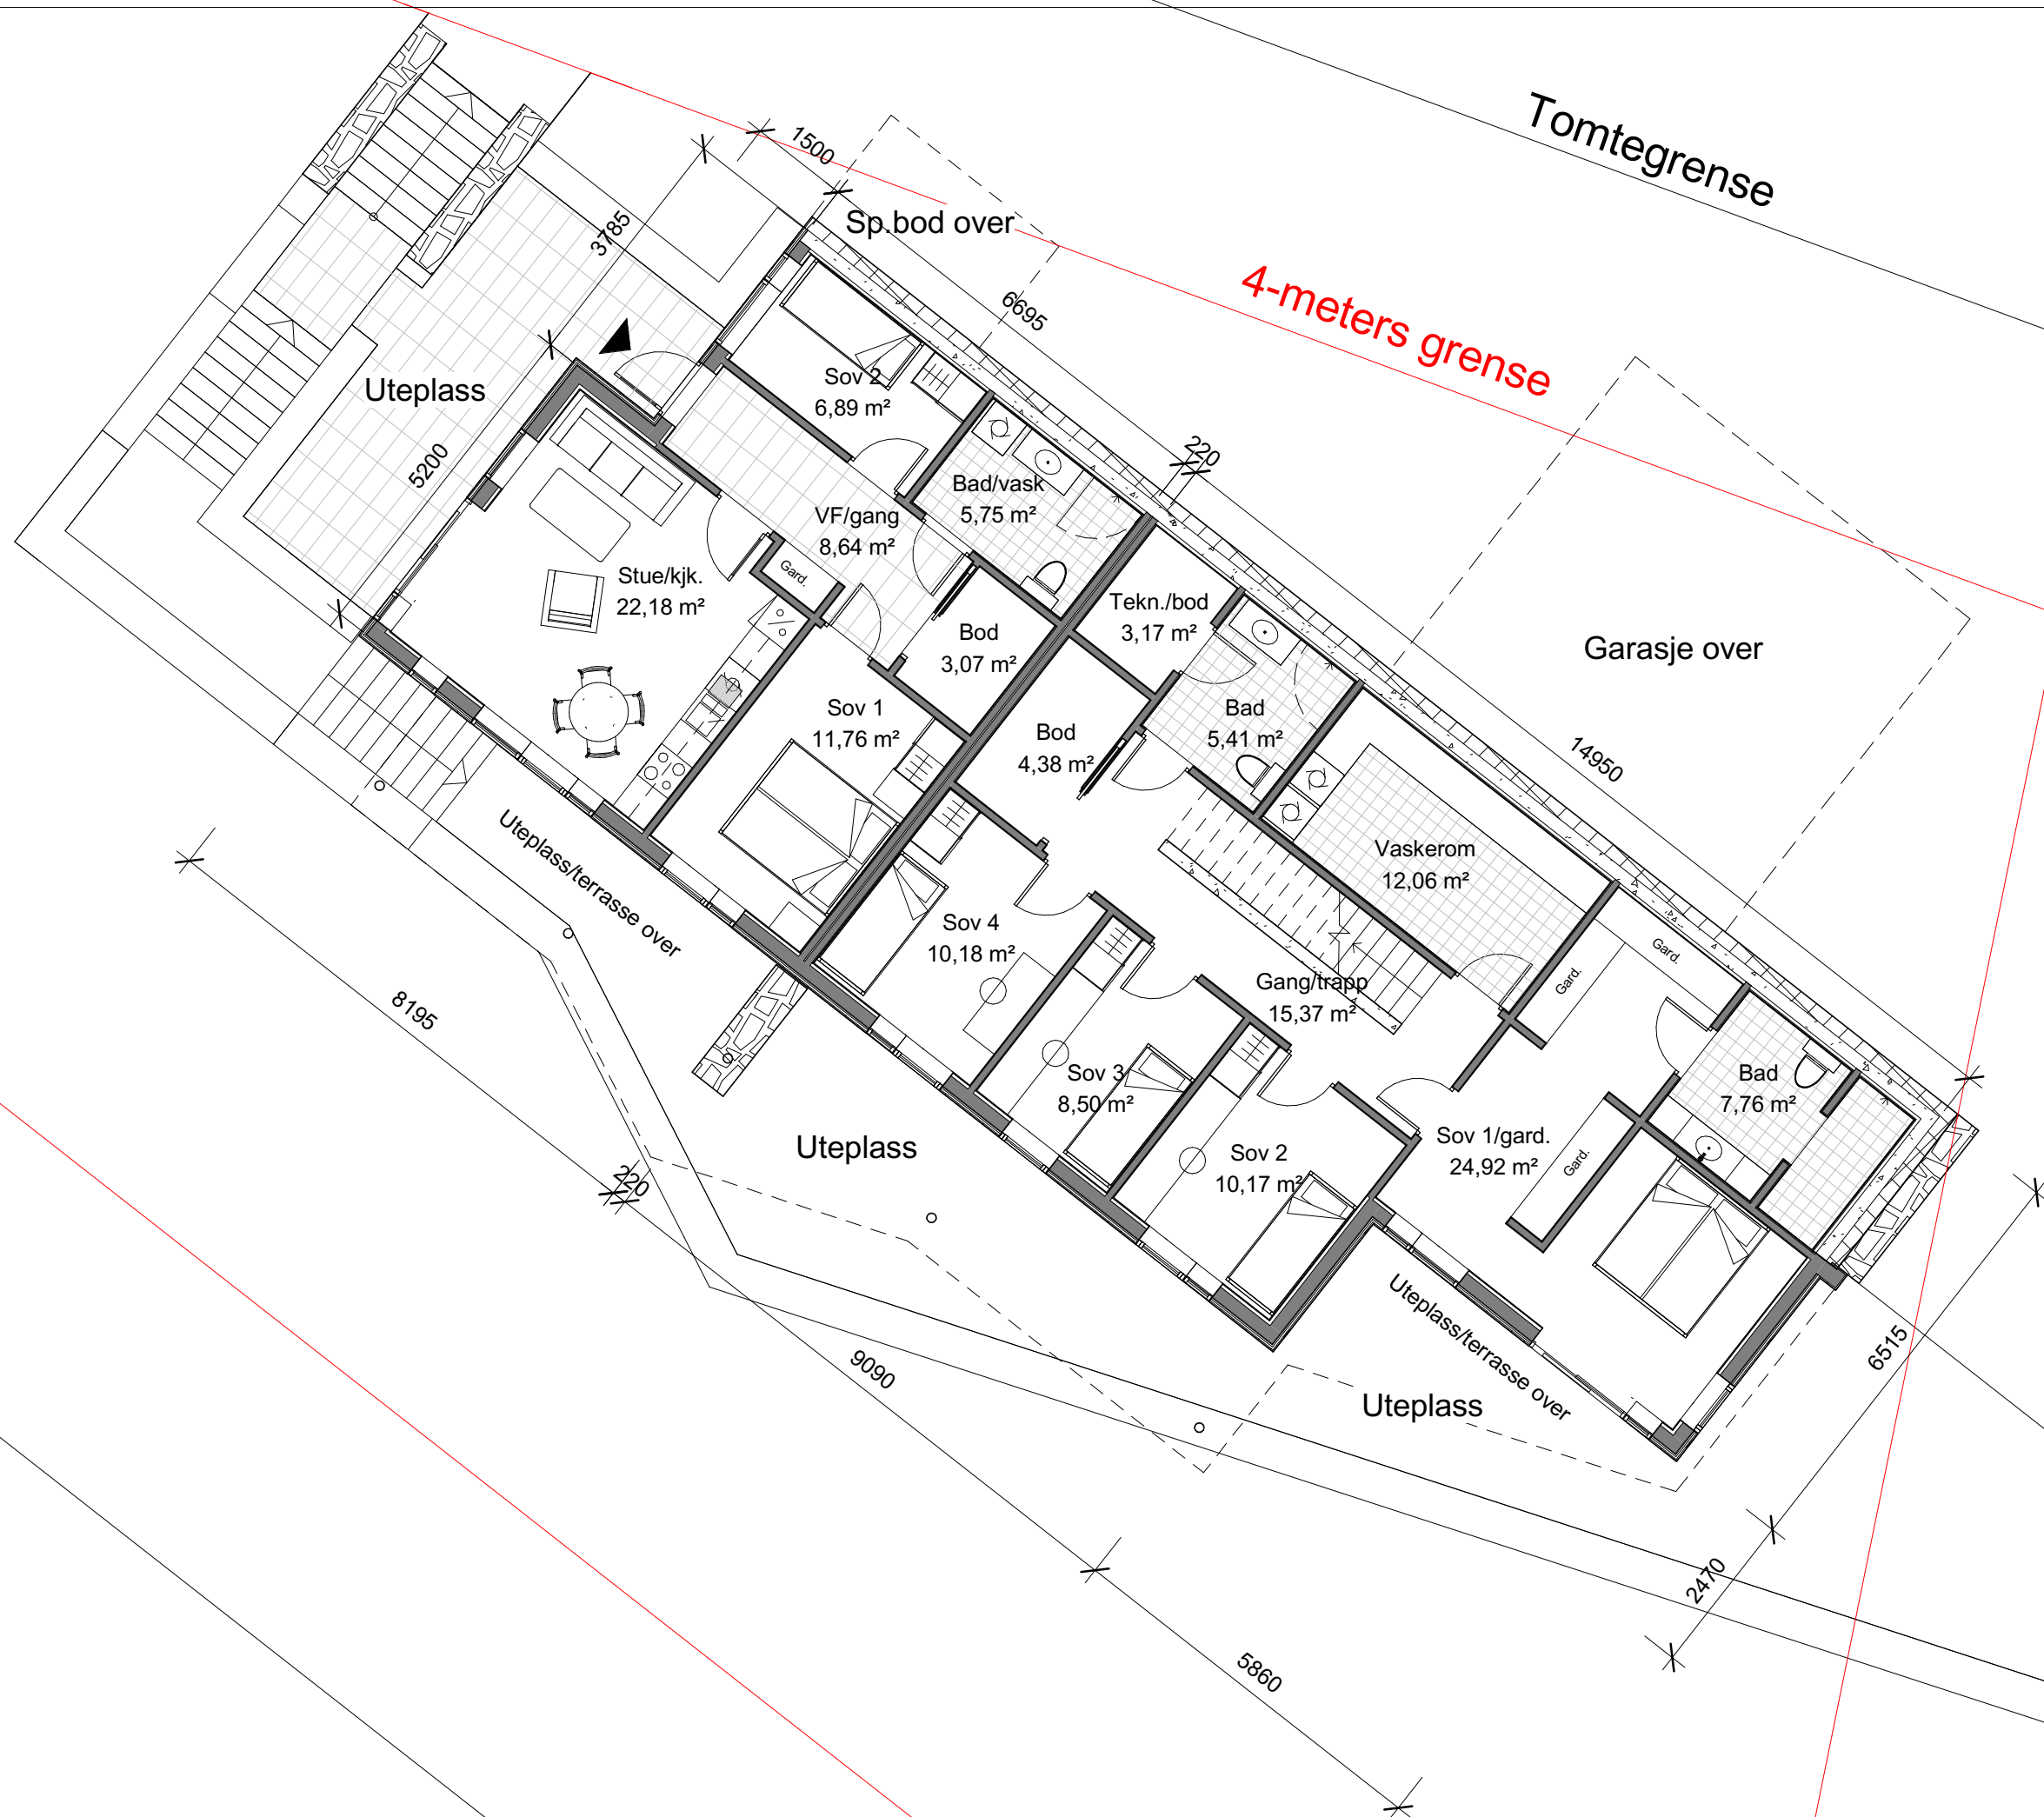 Tomtegrense
1500
Sp.bod over
3785
4-meters grense
6695
Uteplass
Sov 2
6,89 m²
5200
220
Bad/vask
5,75 m²
VF/gang
8,64 m²
Gard.
Stue/kjk.
22,18 m²
Tekn./bod
3,17 m²
Bod
3,07 m²
Garasje over
Sov 1
11,76 m²
Bad
5,41 m²
Bod
4,38 m²
14950
Vaskerom
12,06 m²
Uteplass/terrasse over
Sov 4
10,18 m²
Gard.
Gard.
Gang/trapp
15,37 m²
8195
Sov 3
8,50 m²
Bad
7,76 m²
Uteplass
Sov 2
10,17 m²
Sov 1/gard.
24,92 m²
Gard.
220
Uteplass/terrasse over
6515
9090
Uteplass
2470
5860